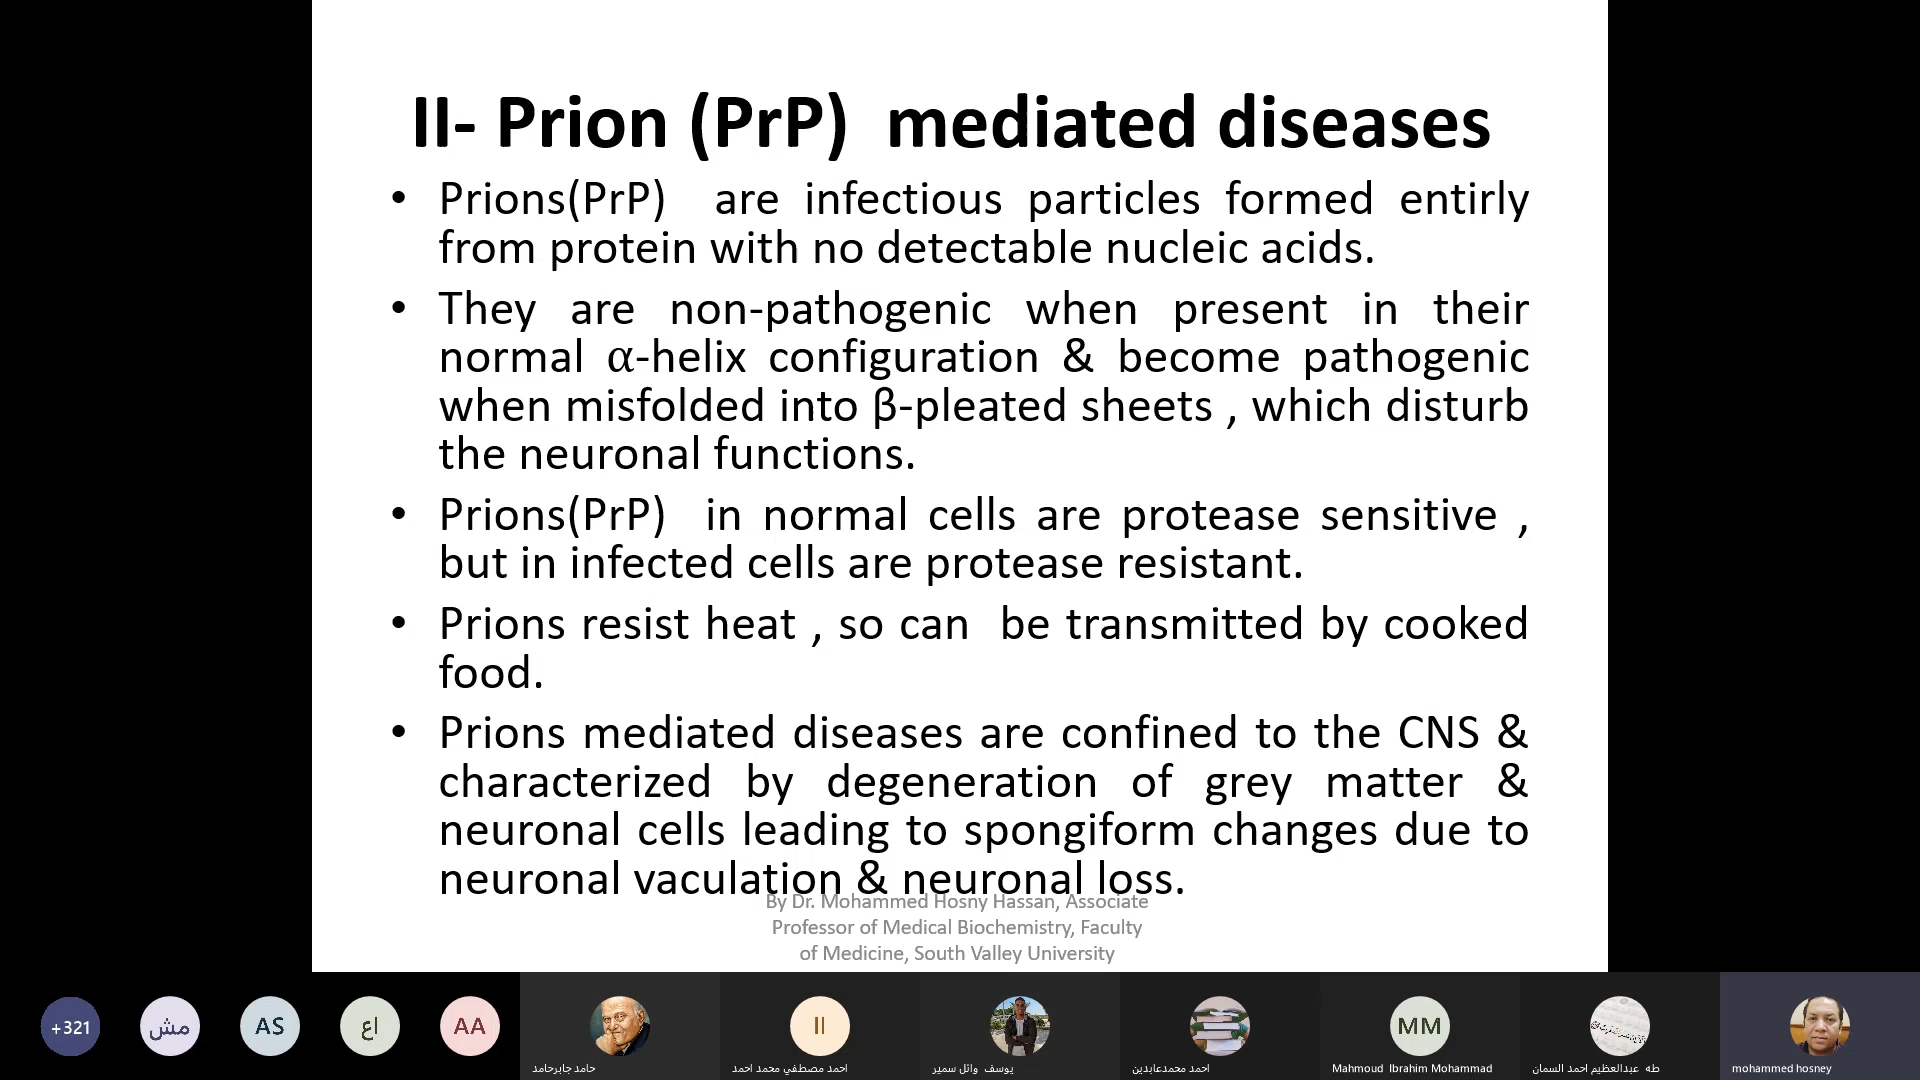 II- Prion (PrP) mediated diseases
• Prions(PrP) are infectious particles formed entirly
from protein with no detectable nucleic acids.
• They are non-pathogenic when present in their
normal α-helix configuration & become pathogenic
when misfolded into β-pleated sheets , which disturb
the neuronal functions.
• Prions(PrP) in normal cells are protease sensitive ,
but in infected cells are protease resistant.
• Prions resist heat , so can be transmitted by cooked
food.
• Prions mediated diseases are confined to the CNS &
characterized by degeneration of grey matter &
neuronal cells leading to spongiform changes due to
neuronal vaculation & neuronal loss.
By Dr. Mohammed Hosny Hassan, Associate
Professor of Medical Biochemistry, Faculty
of Medicine, South Valley University
+321
مش
AS
اع
AA
II
MM
حامد جابرحامد
احمد مصطفي محمد احمد
يوسف وائل سمير
احمد محمدعابدين
Mahmoud Ibrahim Mohammad
طه عبدالعظيم احمد السمان
mohammed hosney